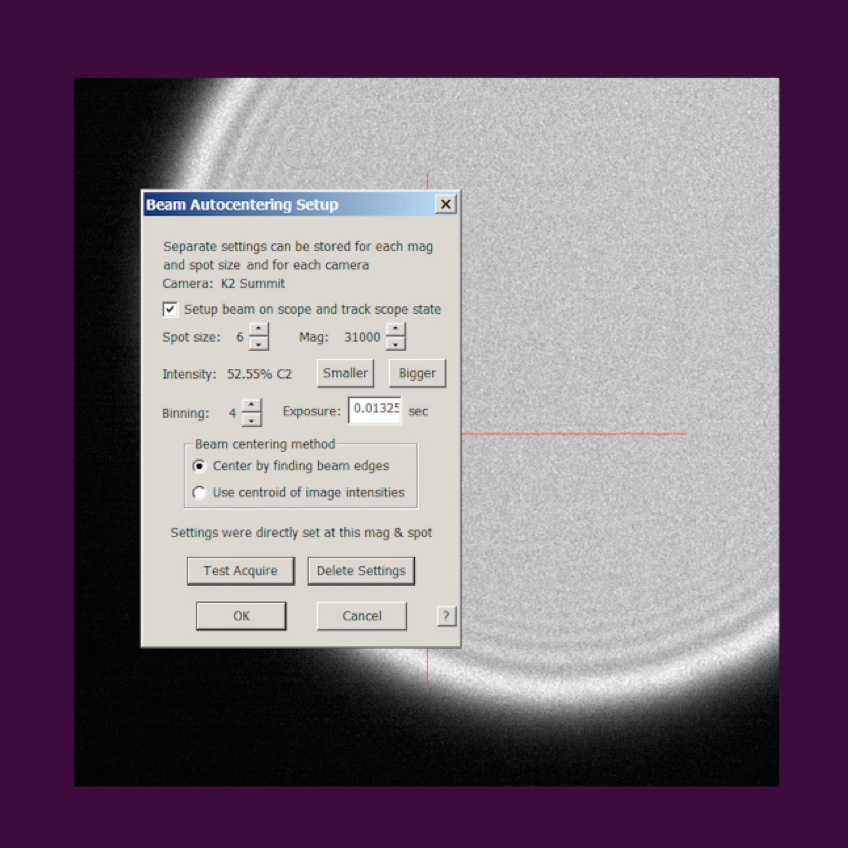 Beam Autocentering Setup
Separate settings can be stored for each mag
and spot size and for each camera
Camera: K2 Summit
Setup beam on scope and track scope state
Spot size: 6 Mag: 31000
Intensity: 52.55% C2 Smaller Bigger
Binning: 4 Exposure: 0.01325 sec
Beam centering method
Center by finding beam edges
Use centroid of image intensities
Settings were directly set at this mag & spot
Test Acquire Delete Settings
OK Cancel ?